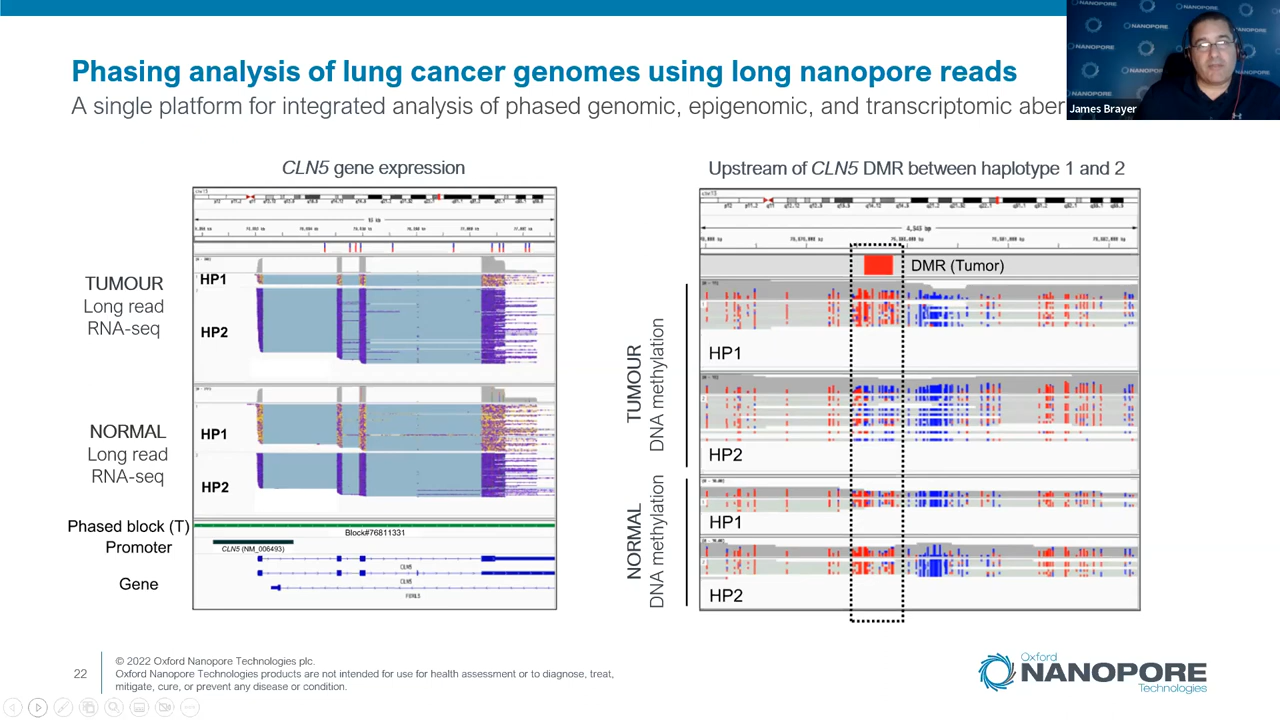 Phasing analysis of lung cancer genomes using long nanopore reads
A single platform for integrated analysis of phased genomic, epigenomic, and transcriptomic aber
NANOPORE
James Brayer
CLN5 gene expression
TUMOUR
Long read
RNA-seq
HP1
HP2
NORMAL
Long read
RNA-seq
HP1
HP2
Phased block (T)
Block#76811331
Promoter
CLN5 (NM_006493)
Gene
CLN5
CLN5
Upstream of CLN5 DMR between haplotype 1 and 2
DMR (Tumor)
TUMOUR
DNA methylation
HP1
HP2
NORMAL
DNA methylation
HP1
HP2
22
© 2022 Oxford Nanopore Technologies plc.
Oxford Nanopore Technologies products are not intended for use for health assessment or to diagnose, treat,
mitigate, cure, or prevent any disease or condition.
Oxford
NANOPORE
Technologies